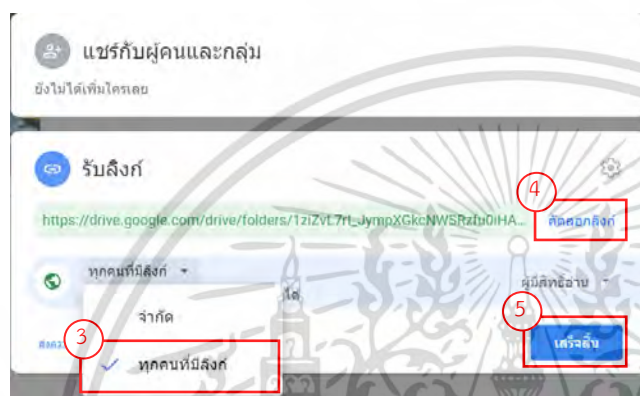 แชร์กับผู้คนและกลุ่ม
ยังไม่ได้เพิ่มใครเลย
รับลิงก์
4
https://drive.google.com/drive/folders/1ziZvL7rt_JympXGkcNWSRzfu0iHA...
คัดลอกลิงก์
ทุกคนที่มีลิงก์
ผู้มีสิทธิ์อ่าน
ได้
จำกัด
5
3
ทุกคนที่มีลิงก์
เสร็จสิ้น